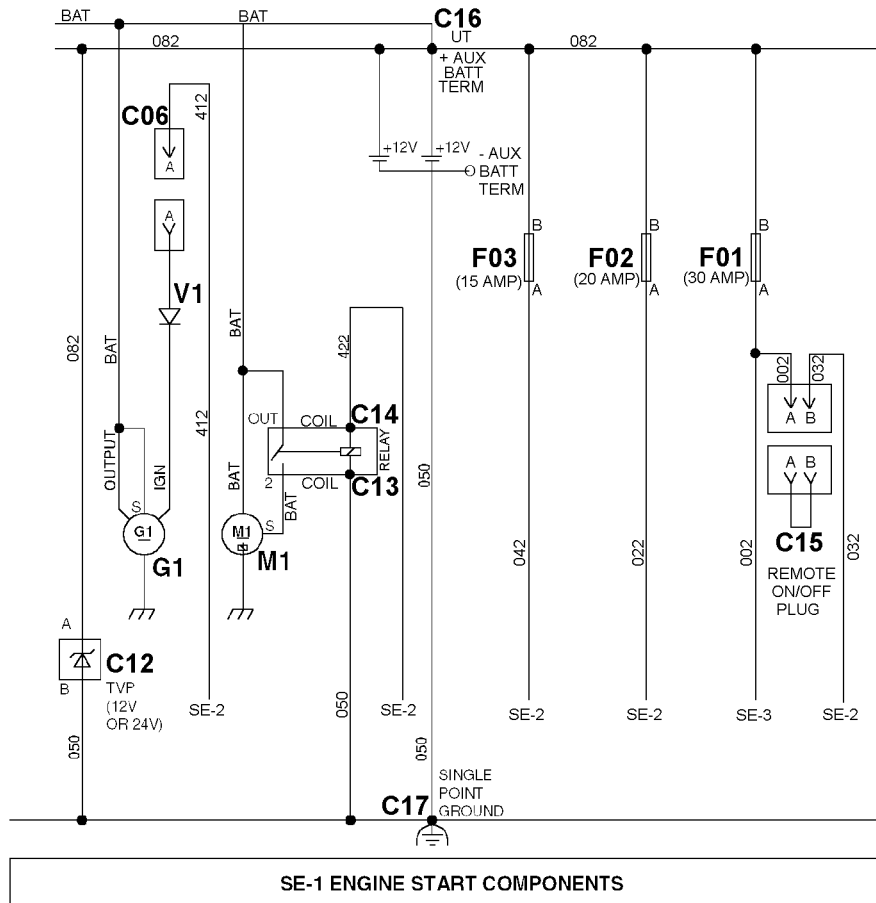 BAT
BAT
C16
082
UT
082
+ AUX
BATT
TERM
C06
412
A
+12V
+12V
- AUX
BATT
TERM
A
B
B
B
F03
F02
F01
(15 AMP)
(20 AMP)
(30 AMP)
A
A
A
V1
BAT
082
BAT
422
002
032
412
OUT
COIL
C14
A
B
RELAY
OUTPUT
IGN
BAT
2
COIL
C13
BAT
050
A
B
S
G1
G1
M1
S
M1
042
022
002
C15
032
REMOTE
ON/OFF
PLUG
A
C12
B
TVP
(12V
OR 24V)
050
SE-2
050
SE-2
050
SE-2
SE-2
SE-3
SE-2
SINGLE
POINT
GROUND
C17
SE-1 ENGINE START COMPONENTS